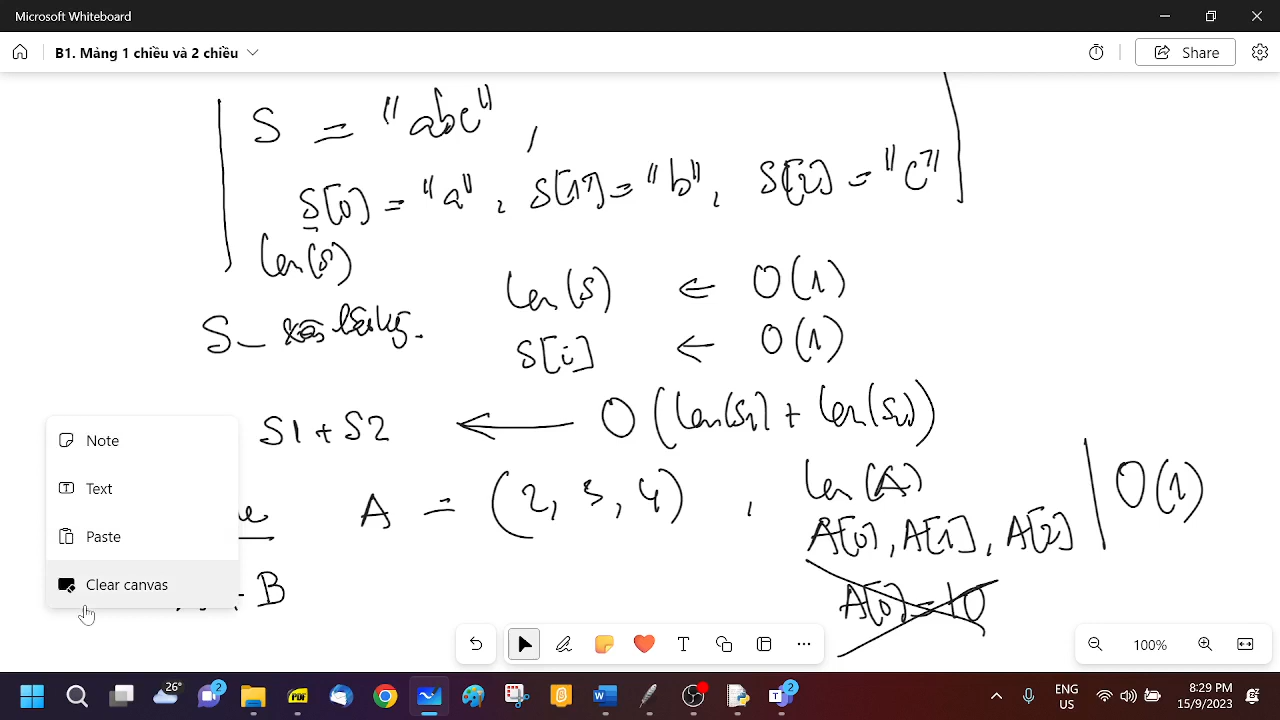 Microsoft Whiteboard
B1. Mảng 1 chiều và 2 chiều
Share
S = "abc",
S[0] = "a", S[1] = "b", S[2] = "c"
len(s)
len(s) ← O(1)
S[i] ← O(1)
S1 + S2 ← O(len(S1) + len(S2))
A = (2, 3, 4), len(A)
A[0], A[1], A[2]
O(1)
A[0] = 10
B
Note
Text
Paste
Clear canvas
100%
26°
2
2
ENG
US
8:29 PM
15/9/2023